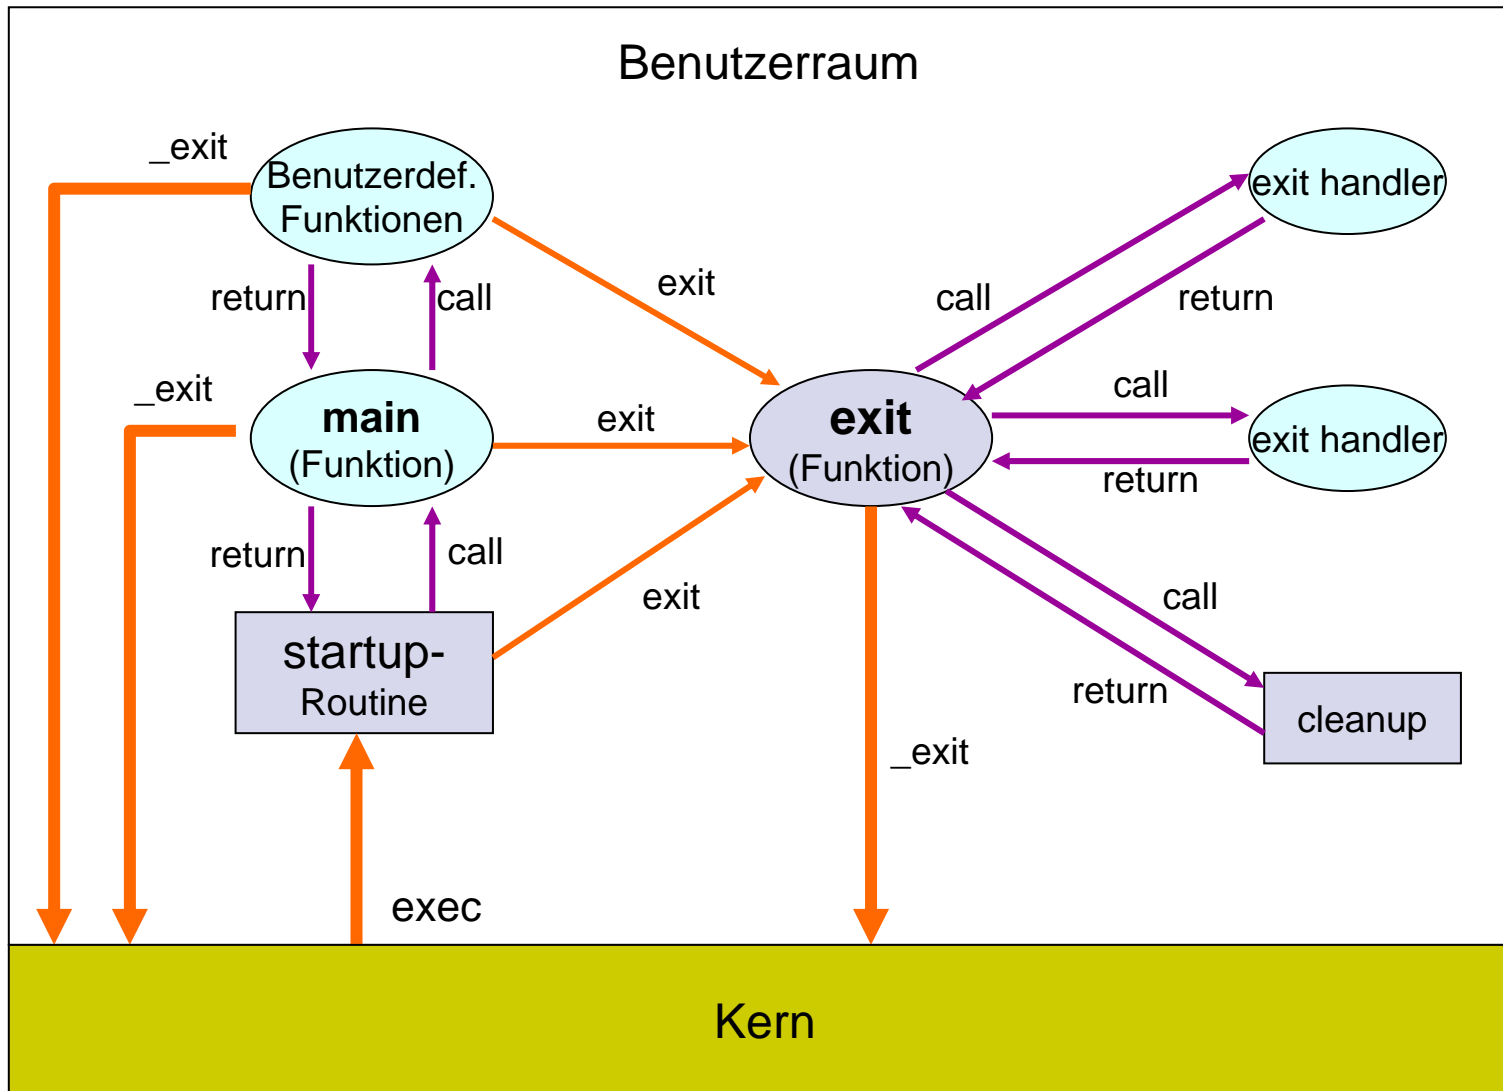 Benutzerraum
_exit
Benutzerdef.
Funktionen
exit handler
exit
call
return
return
call
_exit
main
(Funktion)
exit
exit
(Funktion)
call
exit handler
return
return
call
exit
call
startup-
Routine
return
cleanup
_exit
exec
Kern